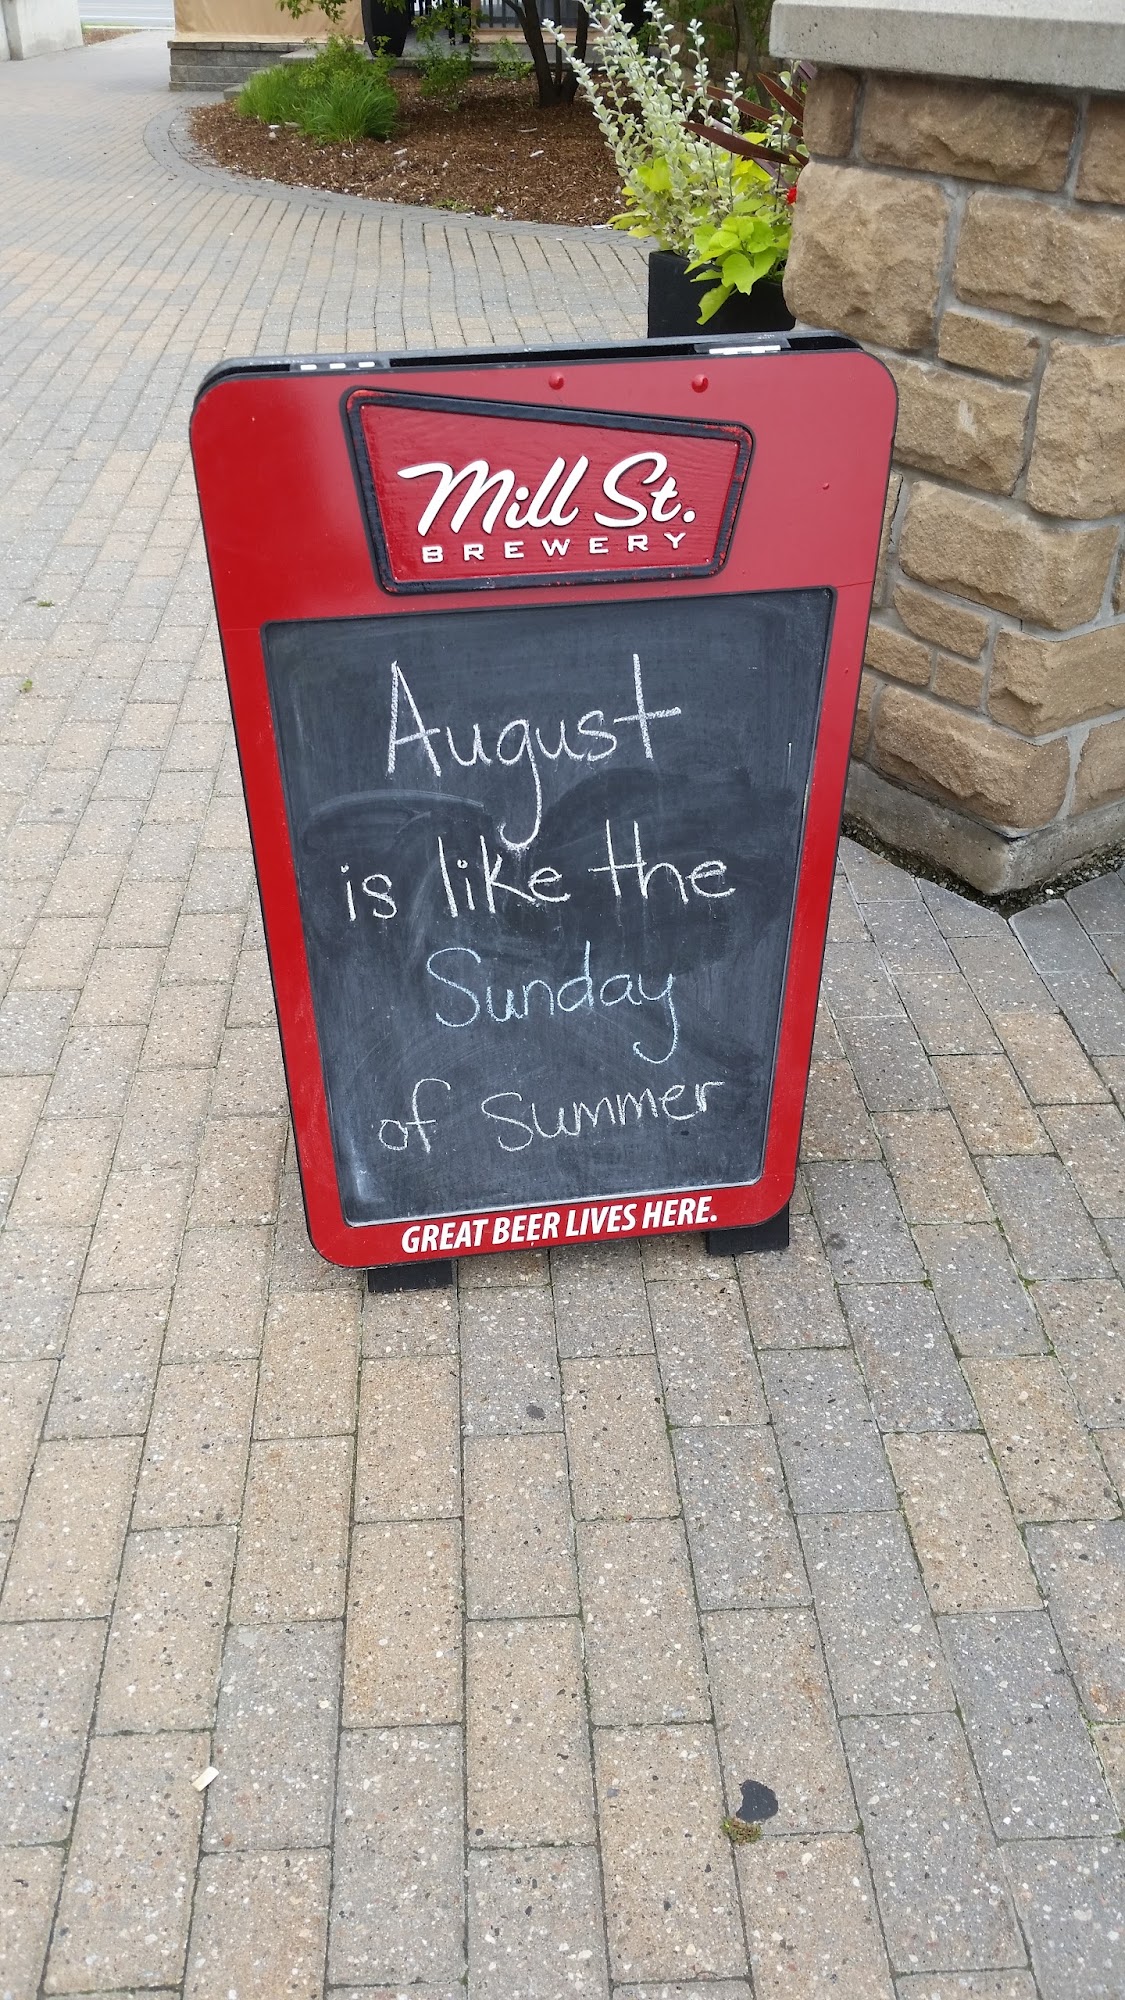 Mill St.
BREWERY
August
is like the
Sunday
of Summer
GREAT BEER LIVES HERE.